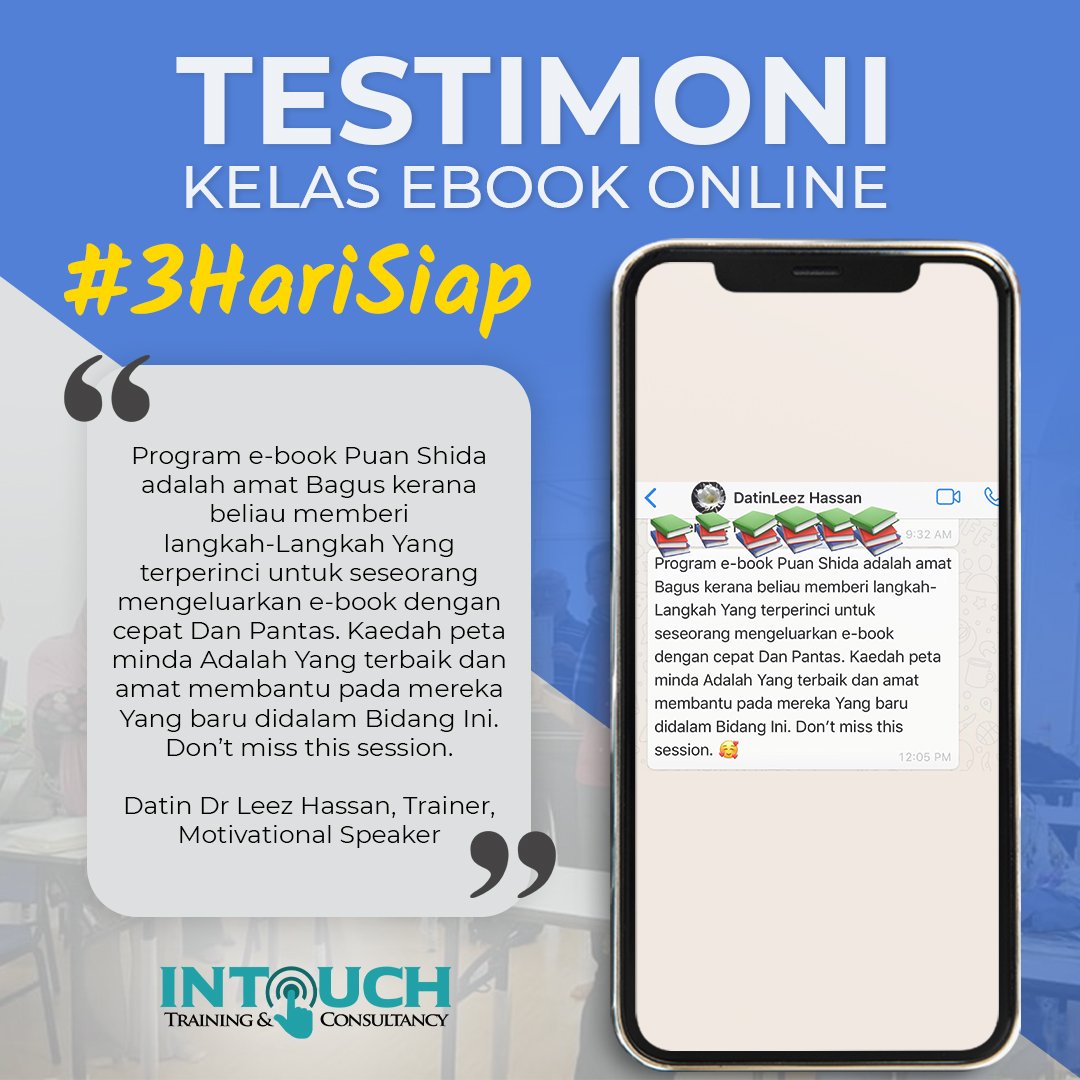 TESTIMONI
KELAS EBOOK ONLINE
#3HariSiap
“
Program e-book Puan Shida
adalah amat Bagus kerana
beliau memberi
langkah-Langkah Yang
terperinci untuk seseorang
mengeluarkan e-book dengan
cepat Dan Pantas. Kaedah peta
minda Adalah Yang terbaik dan
amat membantu pada mereka
Yang baru didalam Bidang Ini.
Don’t miss this session.
Datin Dr Leez Hassan, Trainer,
Motivational Speaker
”
DatinLeez Hassan
9:32 AM
Program e-book Puan Shida adalah amat
Bagus kerana beliau memberi langkah-
Langkah Yang terperinci untuk
seseorang mengeluarkan e-book
dengan cepat Dan Pantas. Kaedah peta
minda Adalah Yang terbaik dan amat
membantu pada mereka Yang baru
didalam Bidang Ini. Don’t miss this
session. 🥰
12:05 PM
INTOUCH
TRAINING & CONSULTANCY